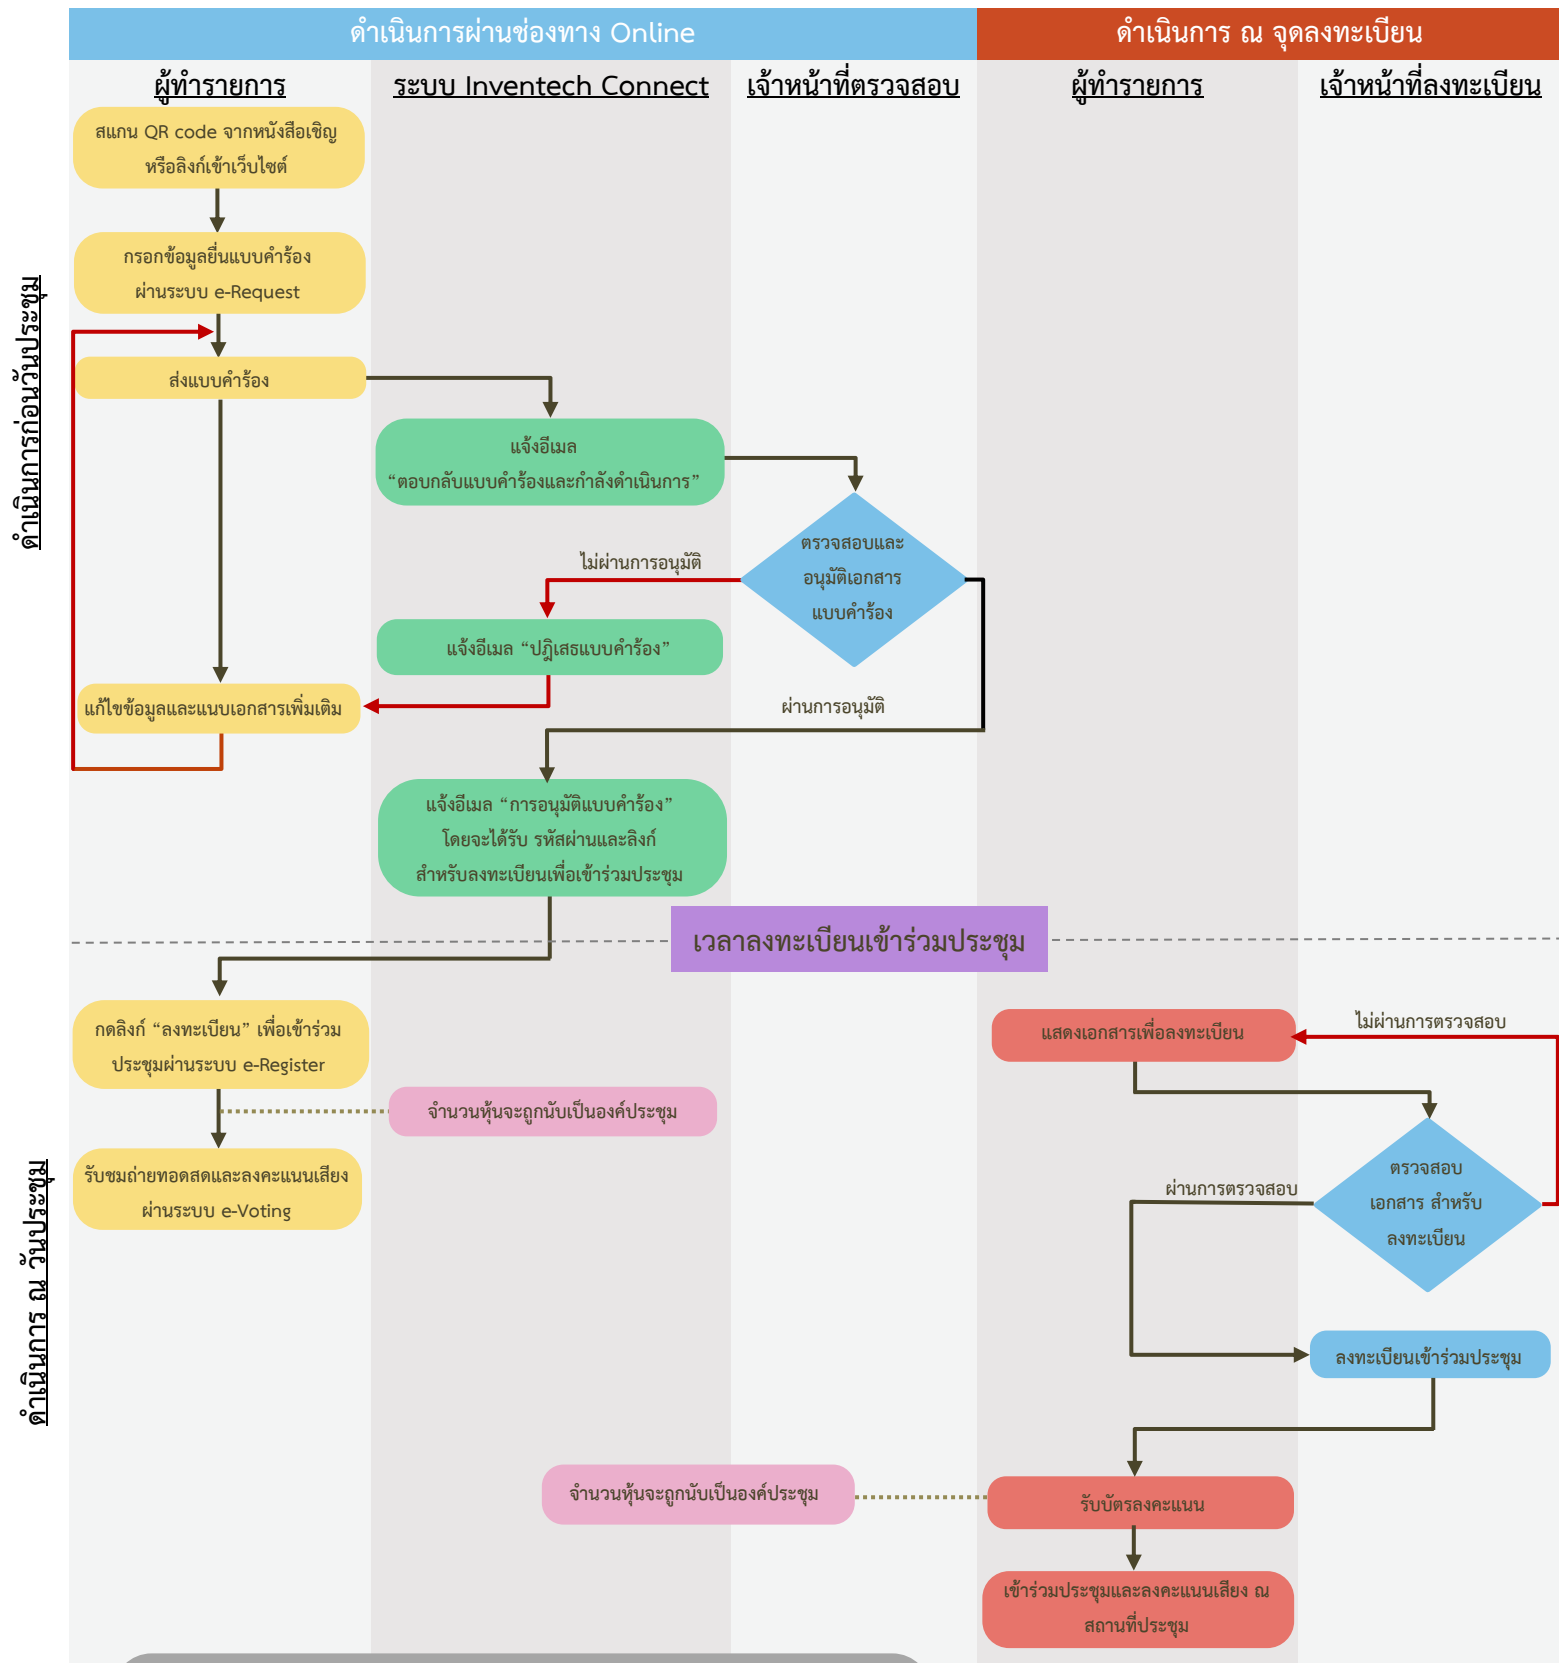 ดำเนินการผ่านช่องทาง Online
ดำเนินการ ณ จุดลงทะเบียน
ผู้ทำรายการ
ระบบ Inventech Connect
เจ้าหน้าที่ตรวจสอบ
ผู้ทำรายการ
เจ้าหน้าที่ลงทะเบียน
ดำเนินการก่อนวันประชุม
สแกน QR code จากหนังสือเชิญ
หรือลิงก์เข้าเว็บไซต์
กรอกข้อมูลยื่นแบบคำร้อง
ผ่านระบบ e-Request
ส่งแบบคำร้อง
แจ้งอีเมล
“ตอบกลับแบบคำร้องและกำลังดำเนินการ”
ตรวจสอบและ
อนุมัติเอกสาร
แบบคำร้อง
ไม่ผ่านการอนุมัติ
แจ้งอีเมล “ปฎิเสธแบบคำร้อง”
แก้ไขข้อมูลและแนบเอกสารเพิ่มเติม
ผ่านการอนุมัติ
แจ้งอีเมล “การอนุมัติแบบคำร้อง”
โดยจะได้รับ รหัสผ่านและลิงก์
สำหรับลงทะเบียนเพื่อเข้าร่วมประชุม
เวลาลงทะเบียนเข้าร่วมประชุม
ดำเนินการ ณ วันประชุม
กดลิงก์ “ลงทะเบียน” เพื่อเข้าร่วม
ประชุมผ่านระบบ e-Register
จำนวนหุ้นจะถูกนับเป็นองค์ประชุม
รับชมถ่ายทอดสดและลงคะแนนเสียง
ผ่านระบบ e-Voting
แสดงเอกสารเพื่อลงทะเบียน
ไม่ผ่านการตรวจสอบ
ตรวจสอบ
เอกสาร สำหรับ
ลงทะเบียน
ผ่านการตรวจสอบ
ลงทะเบียนเข้าร่วมประชุม
จำนวนหุ้นจะถูกนับเป็นองค์ประชุม
รับบัตรลงคะแนน
เข้าร่วมประชุมและลงคะแนนเสียง ณ
สถานที่ประชุม